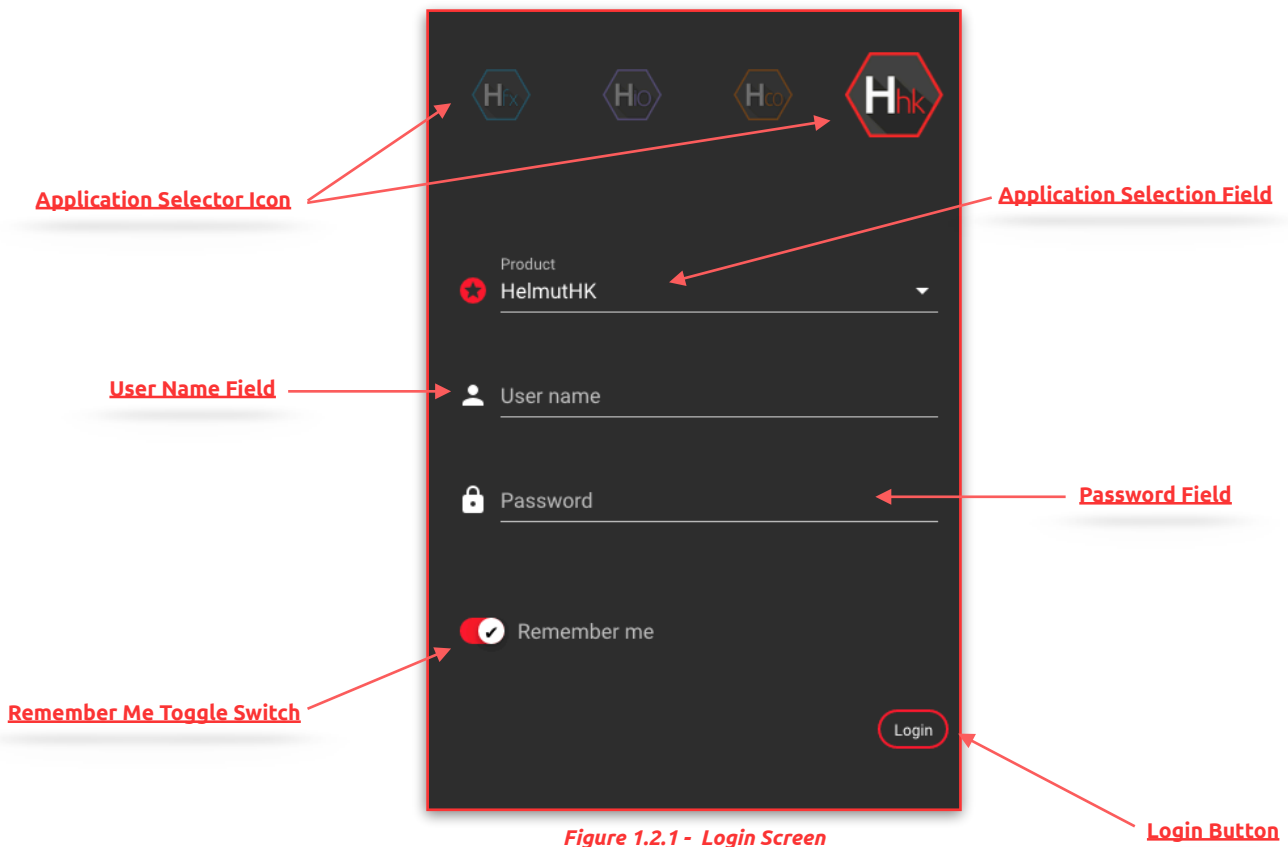 Hfx HIO Hco Hhk
Application Selector Icon
Application Selection Field
Product
HelmutHK
User Name Field
User name
Password
Password Field
Remember me
Remember Me Toggle Switch
Login
Login Button
Figure 1.2.1 - Login Screen